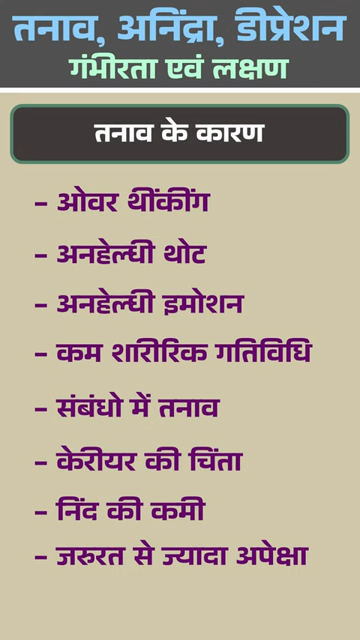 तनाव, अनिंद्रा, डीप्रेशन
गंभीरता एवं लक्षण
तनाव के कारण
- ओवर थींकींग
- अनहेल्धी थोट
- अनहेल्धी इमोशन
- कम शारीरिक गतिविधि
- संबंधो में तनाव
- केरीयर की चिंता
- निंद की कमी
- जरुरत से ज्यादा अपेक्षा